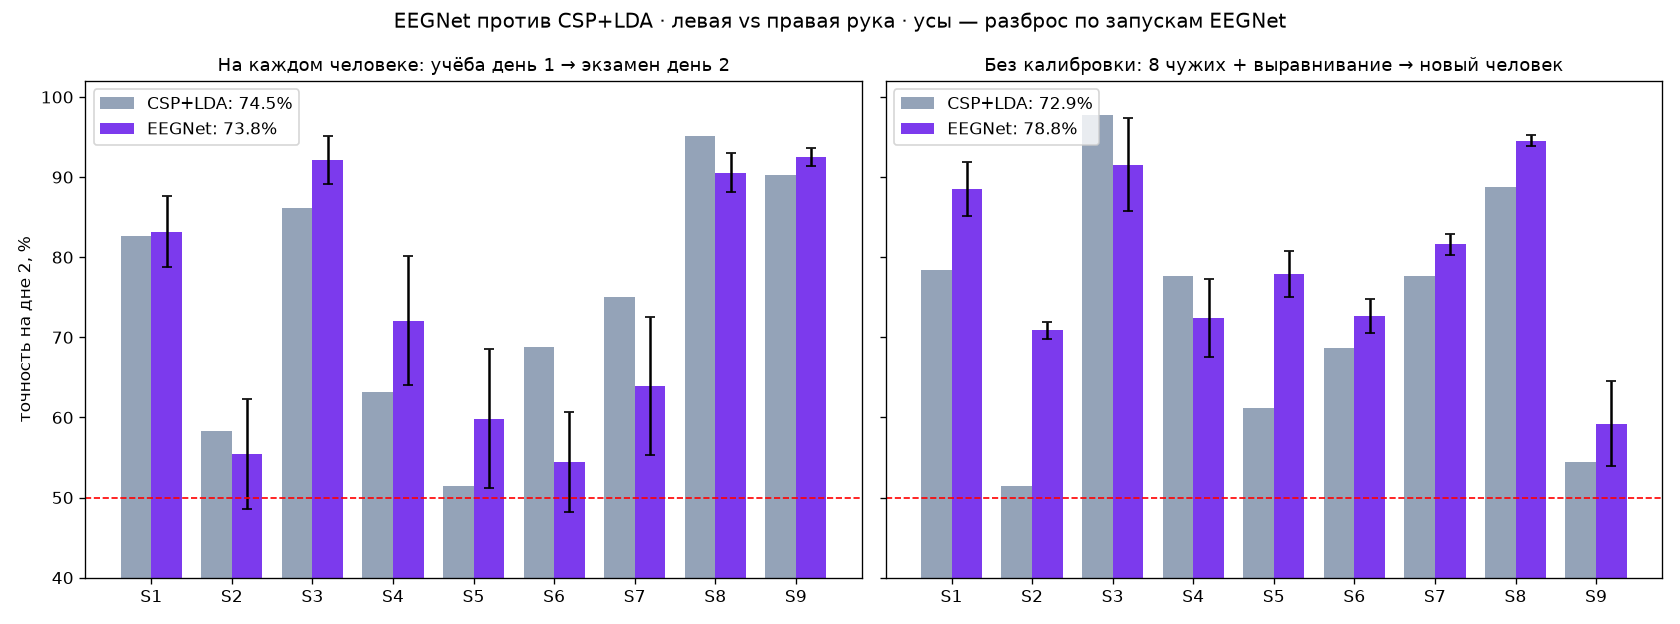 EEGNet против CSP+LDA · левая vs правая рука · усы — разброс по запускам EEGNet
На каждом человеке: учёба день 1 → экзамен день 2
CSP+LDA: 74.5%
EEGNet: 73.8%
точность на дне 2, %
100
90
80
70
60
50
40
S1 S2 S3 S4 S5 S6 S7 S8 S9
Без калибровки: 8 чужих + выравнивание → новый человек
CSP+LDA: 72.9%
EEGNet: 78.8%
S1 S2 S3 S4 S5 S6 S7 S8 S9